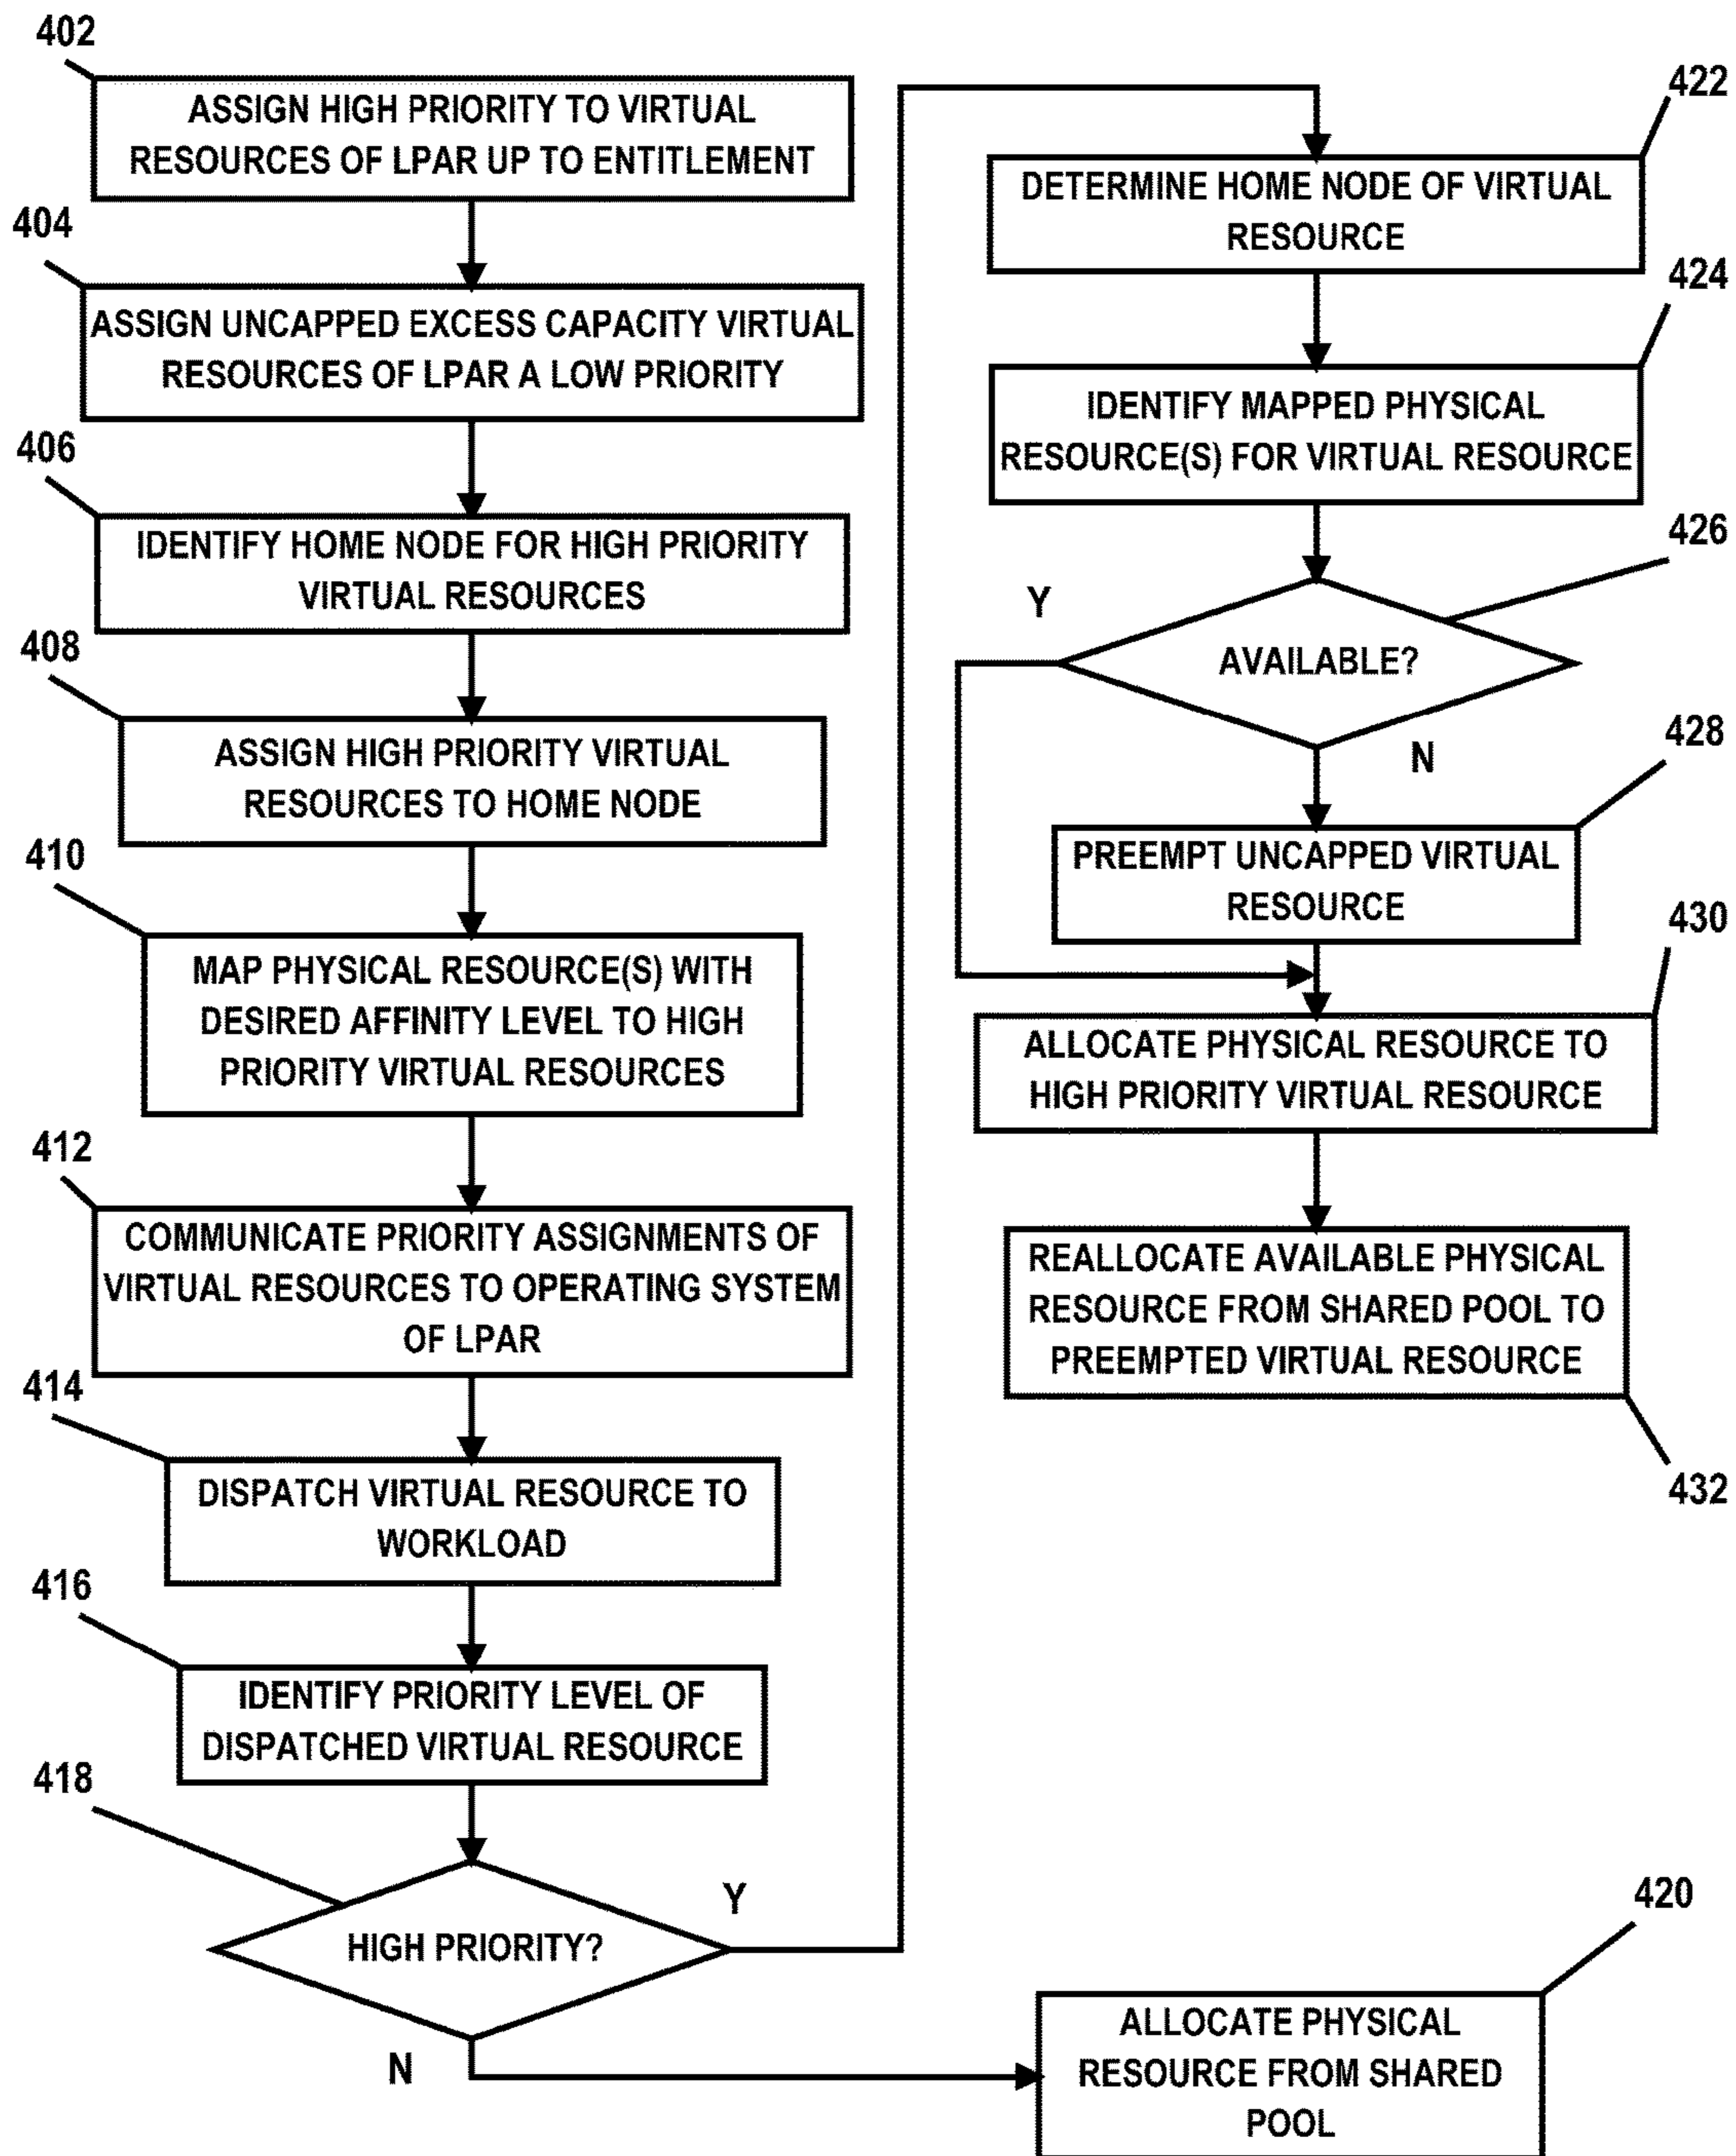 402
ASSIGN HIGH PRIORITY TO VIRTUAL
RESOURCES OF LPAR UP TO ENTITLEMENT
404
ASSIGN UNCAPPED EXCESS CAPACITY VIRTUAL
RESOURCES OF LPAR A LOW PRIORITY
406
IDENTIFY HOME NODE FOR HIGH PRIORITY
VIRTUAL RESOURCES
408
ASSIGN HIGH PRIORITY VIRTUAL
RESOURCES TO HOME NODE
410
MAP PHYSICAL RESOURCE(S) WITH
DESIRED AFFINITY LEVEL TO HIGH
PRIORITY VIRTUAL RESOURCES
412
COMMUNICATE PRIORITY ASSIGNMENTS OF
VIRTUAL RESOURCES TO OPERATING SYSTEM
OF LPAR
414
DISPATCH VIRTUAL RESOURCE TO
WORKLOAD
416
IDENTIFY PRIORITY LEVEL OF
DISPATCHED VIRTUAL RESOURCE
418
HIGH PRIORITY?
Y
N
420
ALLOCATE PHYSICAL
RESOURCE FROM SHARED
POOL
422
DETERMINE HOME NODE OF VIRTUAL
RESOURCE
424
IDENTIFY MAPPED PHYSICAL
RESOURCE(S) FOR VIRTUAL RESOURCE
426
Y
AVAILABLE?
N
428
PREEMPT UNCAPPED VIRTUAL
RESOURCE
430
ALLOCATE PHYSICAL RESOURCE TO
HIGH PRIORITY VIRTUAL RESOURCE
REALLOCATE AVAILABLE PHYSICAL
RESOURCE FROM SHARED POOL TO
PREEMPTED VIRTUAL RESOURCE
432